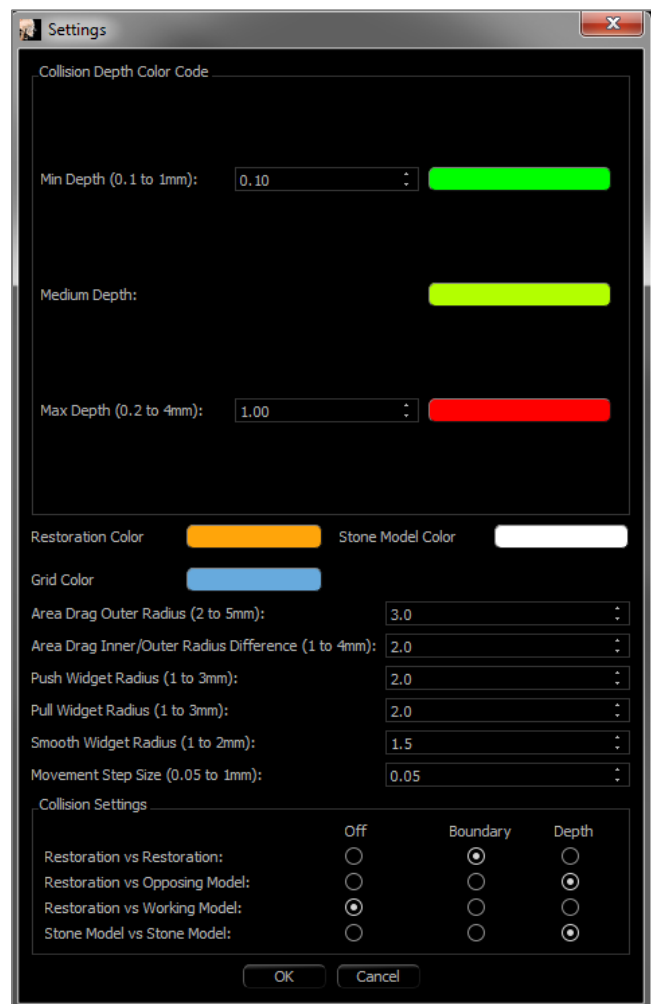 Settings
Collision Depth Color Code
Min Depth (0.1 to 1mm): 0.10
Medium Depth:
Max Depth (0.2 to 4mm): 1.00
Restoration Color Stone Model Color
Grid Color
Area Drag Outer Radius (2 to 5mm): 3.0
Area Drag Inner/Outer Radius Difference (1 to 4mm): 2.0
Push Widget Radius (1 to 3mm): 2.0
Pull Widget Radius (1 to 3mm): 2.0
Smooth Widget Radius (1 to 2mm): 1.5
Movement Step Size (0.05 to 1mm): 0.05
Collision Settings
Off Boundary Depth
Restoration vs Restoration:
Restoration vs Opposing Model:
Restoration vs Working Model:
Stone Model vs Stone Model:
OK Cancel